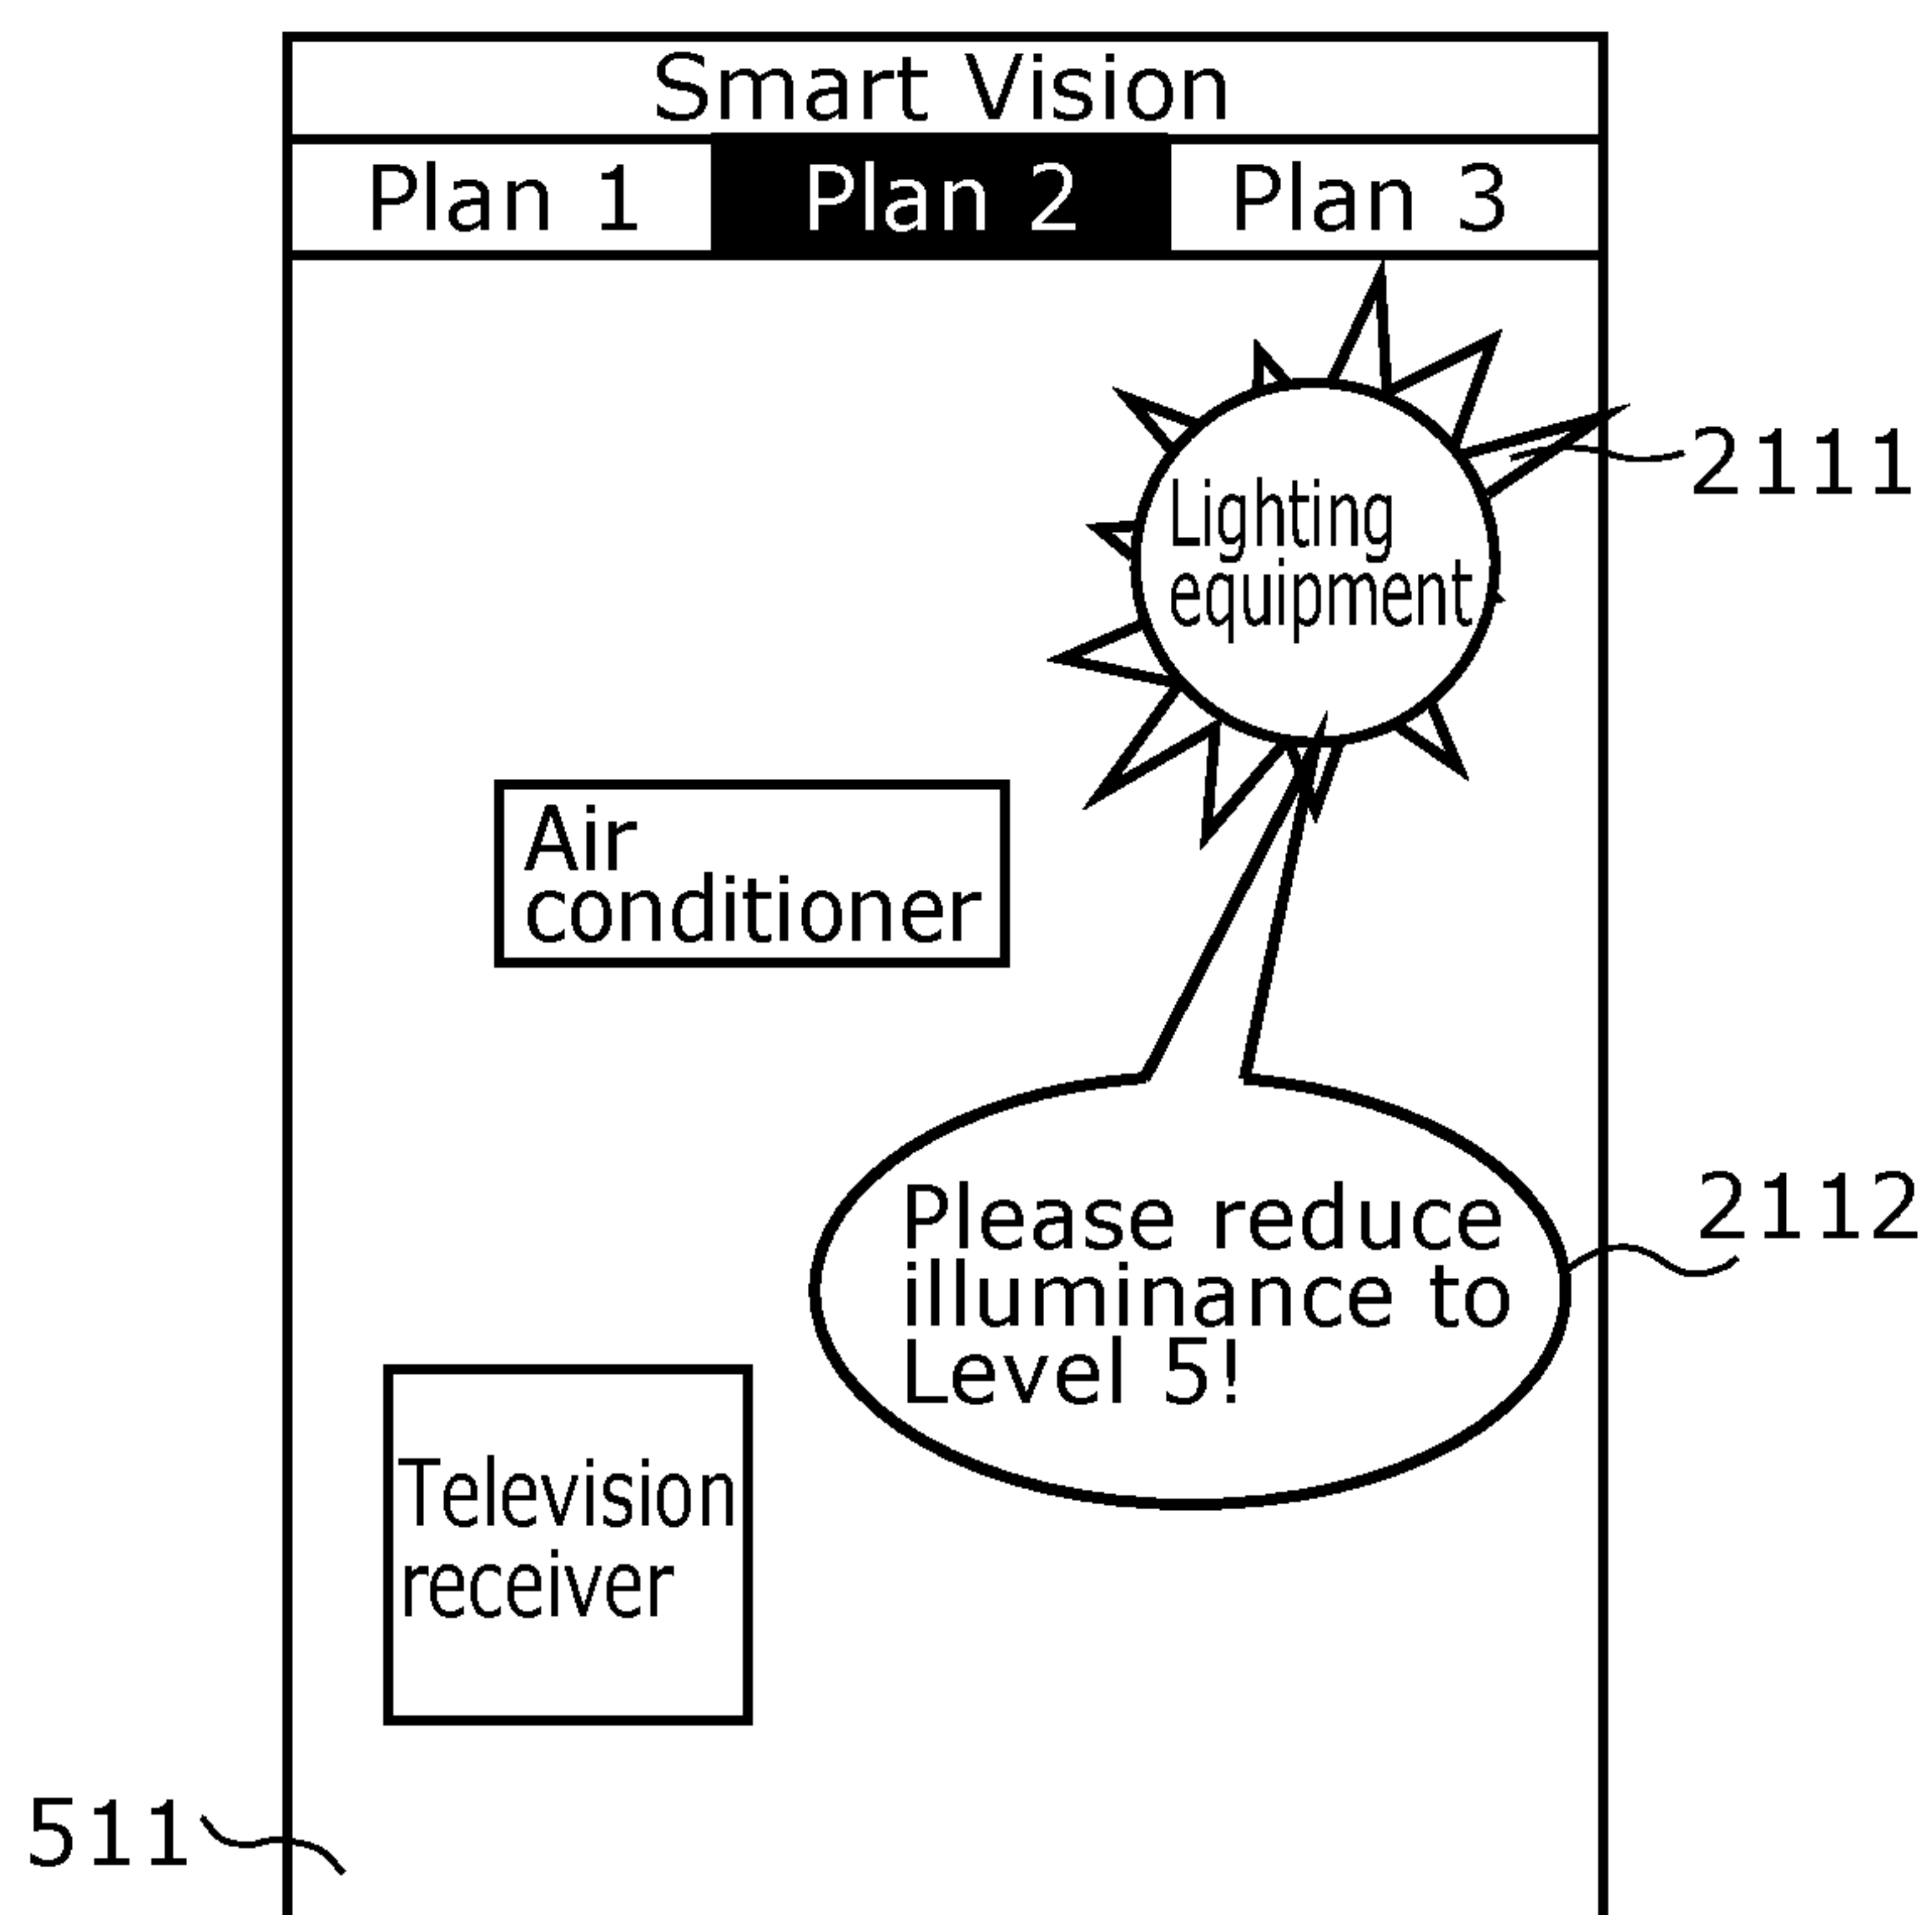 Smart Vision
Plan 1 Plan 2 Plan 3
2111
Lighting
equipment
Air
conditioner
2112
Please reduce
illuminance to
Level 5!
Television
receiver
511